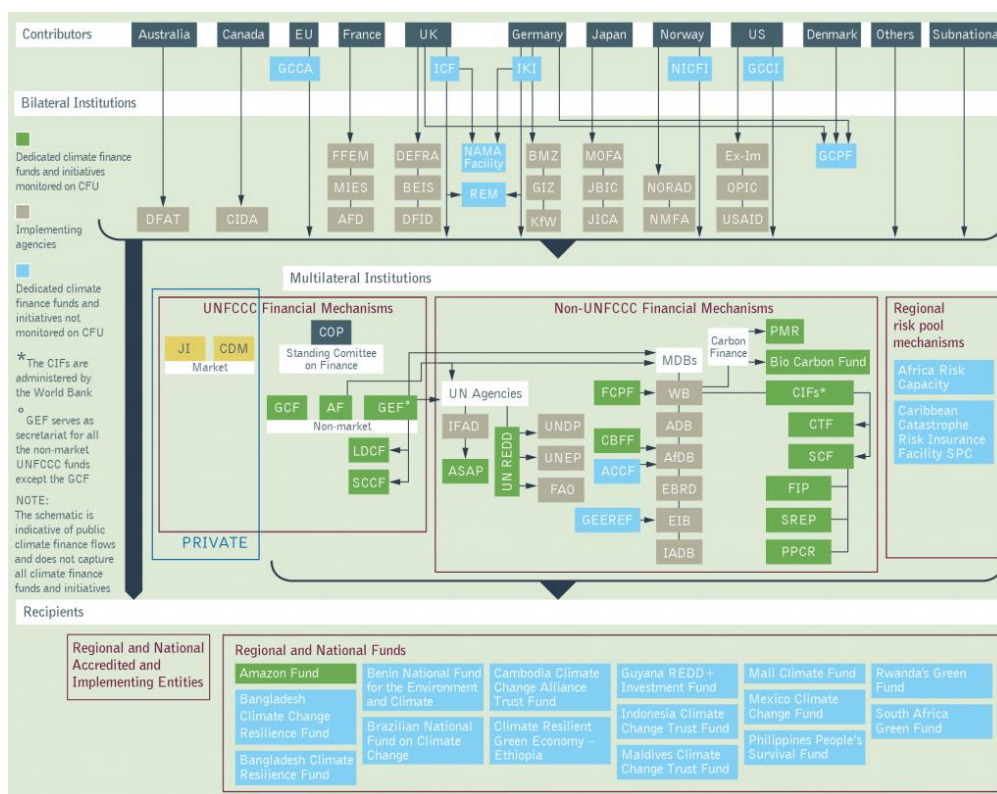 Contributors
Australia
Canada
EU
France
UK
Germany
Japan
Norway
US
Denmark
Others
Subnational
GCCA
ICF
IKI
NICFI
GCCI
Bilateral Institutions
Dedicated climate
finance
funds and initiatives
monitored on CFU
Implementing
agencies
Dedicated climate
finance funds and
initiatives not
monitored on CFU
*The CIFs are
administered by
the World Bank
° GEF serves as
secretariat for all
the non-market
UNFCCC funds
except the GCF
NOTE:
The schematic is
indicative of public
climate finance flows
and does not capture
all climate finance
funds and initiatives
FFEM
MIES
AFD
DEFRA
BEIS
DFID
NAMA
Facility
REM
BMZ
GIZ
KfW
MOFA
JBIC
JICA
NORAD
NMFA
Ex-Im
OPIC
USAID
GCPF
DFAT
CIDA
Multilateral Institutions
UNFCCC Financial Mechanisms
JI
CDM
Market
COP
Standing Comittee
on Finance
GCF
AF
GEF°
Non-market
LDCF
SCCF
PRIVATE
Non-UNFCCC Financial Mechanisms
UN Agencies
IFAD
ASAP
UN REDD
UNDP
UNEP
FAO
MDBs
Carbon
Finance
PMR
Bio Carbon Fund
FCPF
WB
CIFs*
ADB
CTF
CBFF
ACCF
AfDB
SCF
EBRD
FIP
GEEREF
EIB
SREP
IADB
PPCR
Regional
risk pool
mechanisms
Africa Risk
Capacity
Caribbean
Catastrophe
Risk Insurance
Facility SPC
Recipients
Regional and National
Accredited and
Implementing Entities
Regional and National Funds
Amazon Fund
Bangladesh
Climate Change
Resilience Fund
Bangladesh Climate
Resilience Fund
Benin National Fund
for the Environment
and Climate
Brazilian National
Fund on Climate
Change
Cambodia Climate
Change Alliance
Trust Fund
Climate Resilient
Green Economy –
Ethiopia
Guyana REDD+
Investment Fund
Indonesia Climate
Change Trust Fund
Maldives Climate
Change Trust Fund
Mali Climate Fund
Mexico Climate
Change Fund
Philippines People's
Survival Fund
Rwanda's Green
Fund
South Africa
Green Fund